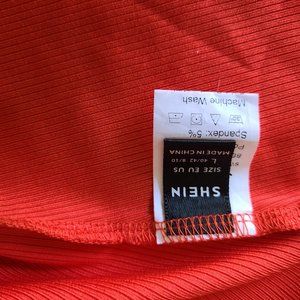 SHEIN
SIZE EU US
L 40/42 8/10
MADE IN CHINA
Spandex: 5%
Machine Wash